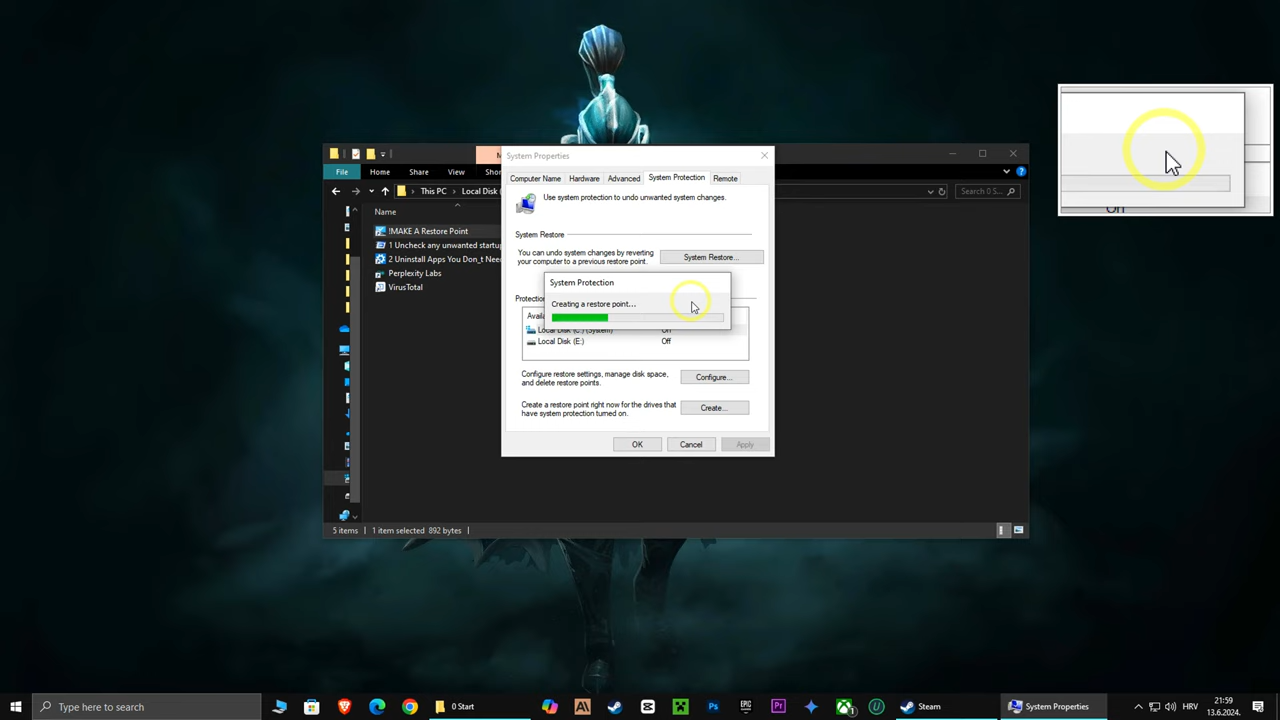 System Properties
File
Home
Share
View
This PC
Local Disk
Search 0 S...
Computer Name
Hardware
Advanced
System Protection
Remote
Use system protection to undo unwanted system changes.
Name
!MAKE A Restore Point
1 Uncheck any unwanted startup
2 Uninstall Apps You Don_t Need
Perplexity Labs
VirusTotal
System Restore
You can undo system changes by reverting
your computer to a previous restore point.
System Restore...
System Protection
Creating a restore point...
Local Disk (C:) (System)
On
Local Disk (E:)
Off
Configure restore settings, manage disk space,
and delete restore points.
Configure...
Create a restore point right now for the drives that
have system protection turned on.
Create...
OK
Cancel
Apply
5 items
1 item selected 892 bytes
On
Type here to search
0 Start
Steam
System Properties
HRV
21:59
13.6.2024.